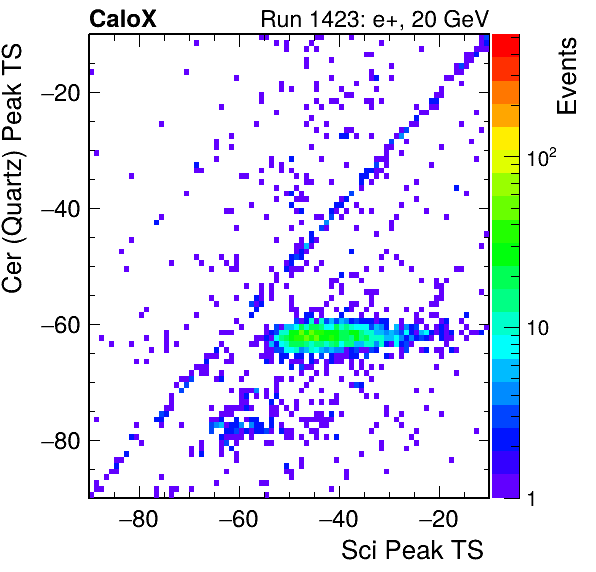 CaloX Run 1423: e+, 20 GeV
Cer (Quartz) Peak TS
Events
−20
−40
−60
−80
10²
10
1
−80 −60 −40 −20
Sci Peak TS